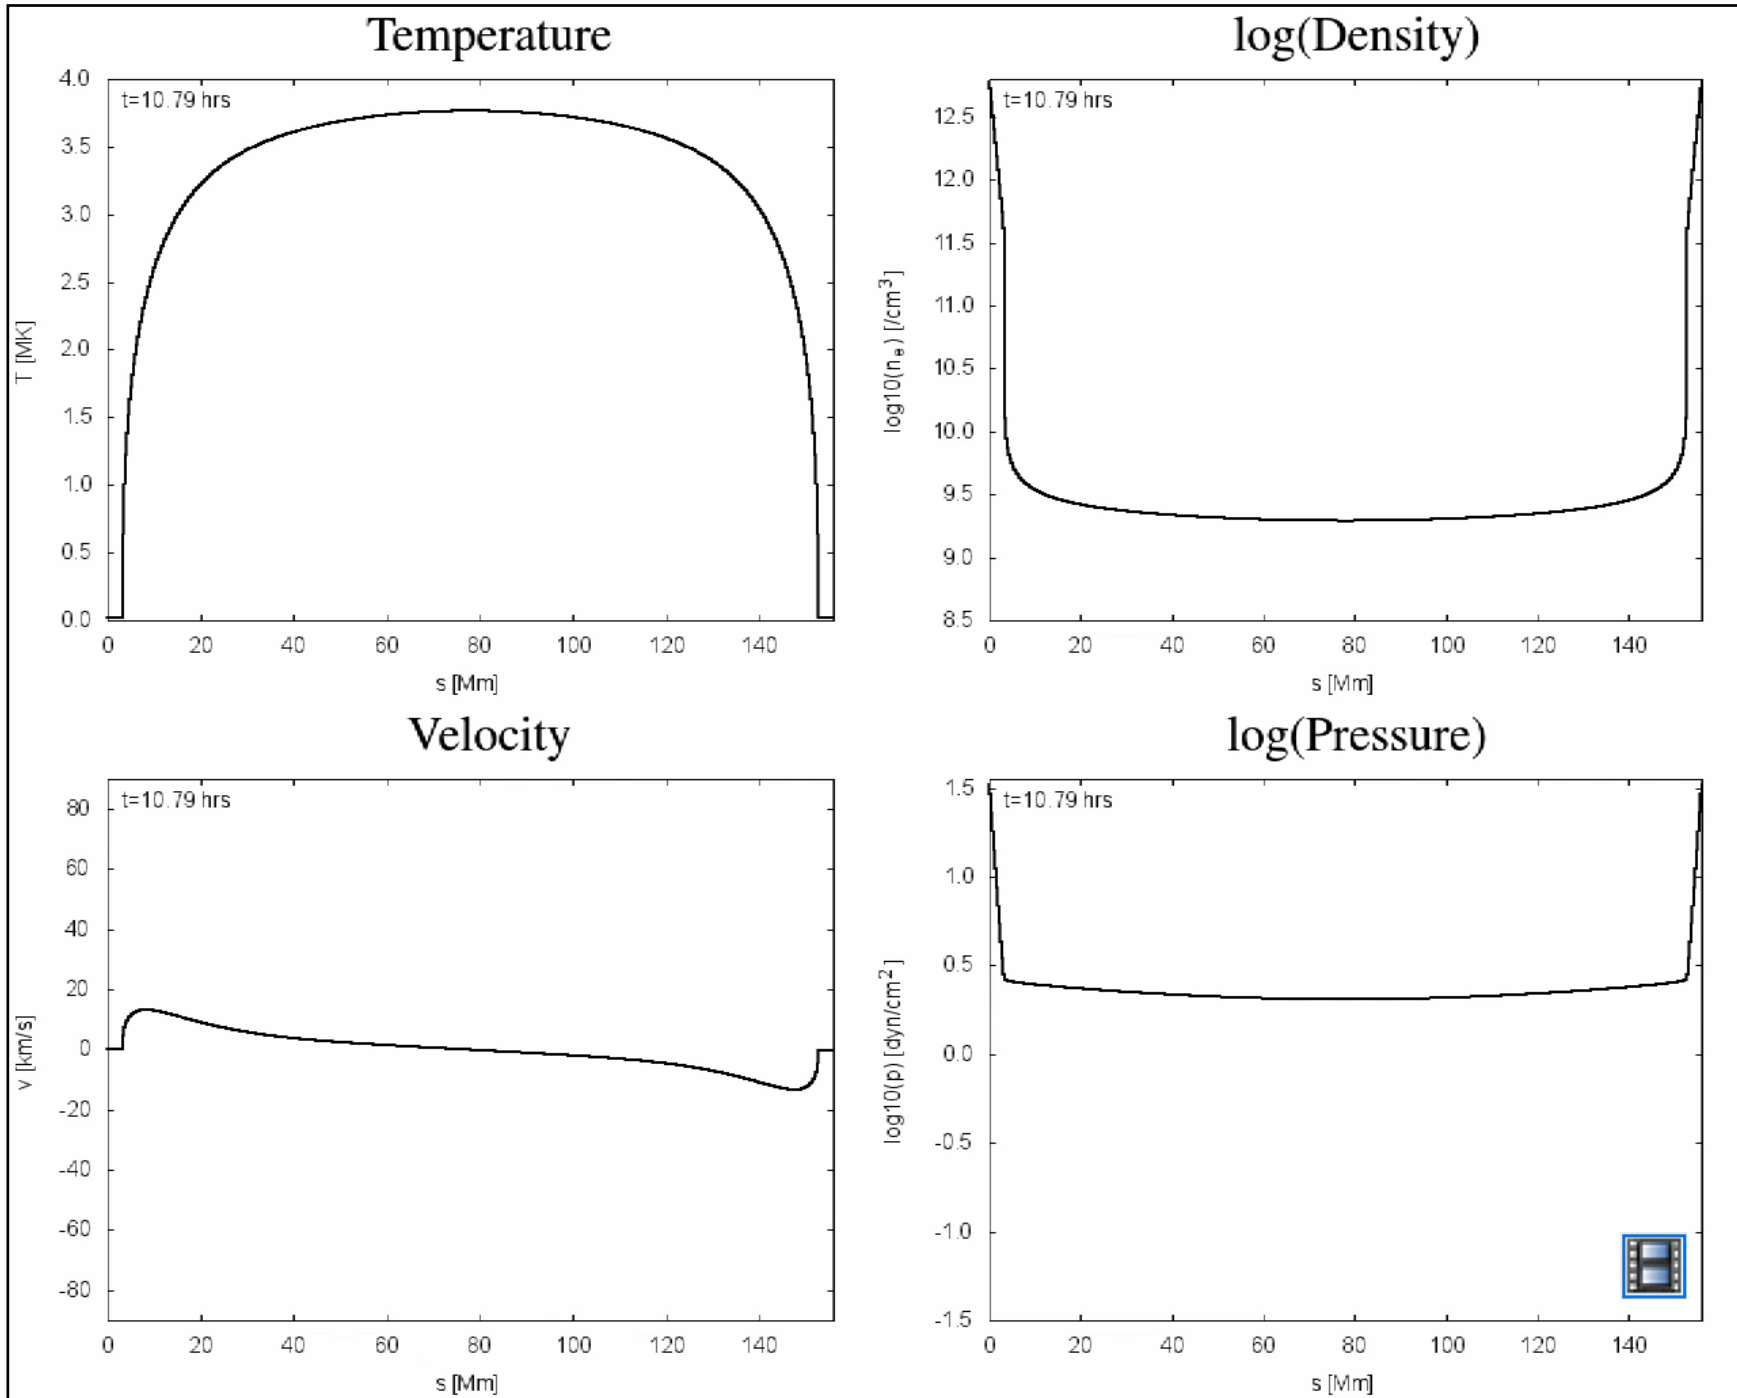 Temperature
t=10.79 hrs
4.0
3.5
3.0
2.5
2.0
1.5
1.0
0.5
0.0
T [MK]
0 20 40 60 80 100 120 140
s [Mm]
log(Density)
t=10.79 hrs
12.5
12.0
11.5
11.0
10.5
10.0
9.5
9.0
8.5
log10(nₑ) [/cm³]
0 20 40 60 80 100 120 140
s [Mm]
Velocity
t=10.79 hrs
80
60
40
20
0
-20
-40
-60
-80
v [km/s]
0 20 40 60 80 100 120 140
s [Mm]
log(Pressure)
t=10.79 hrs
1.5
1.0
0.5
0.0
-0.5
-1.0
-1.5
log10(p) [dyn/cm²]
0 20 40 60 80 100 120 140
s [Mm]